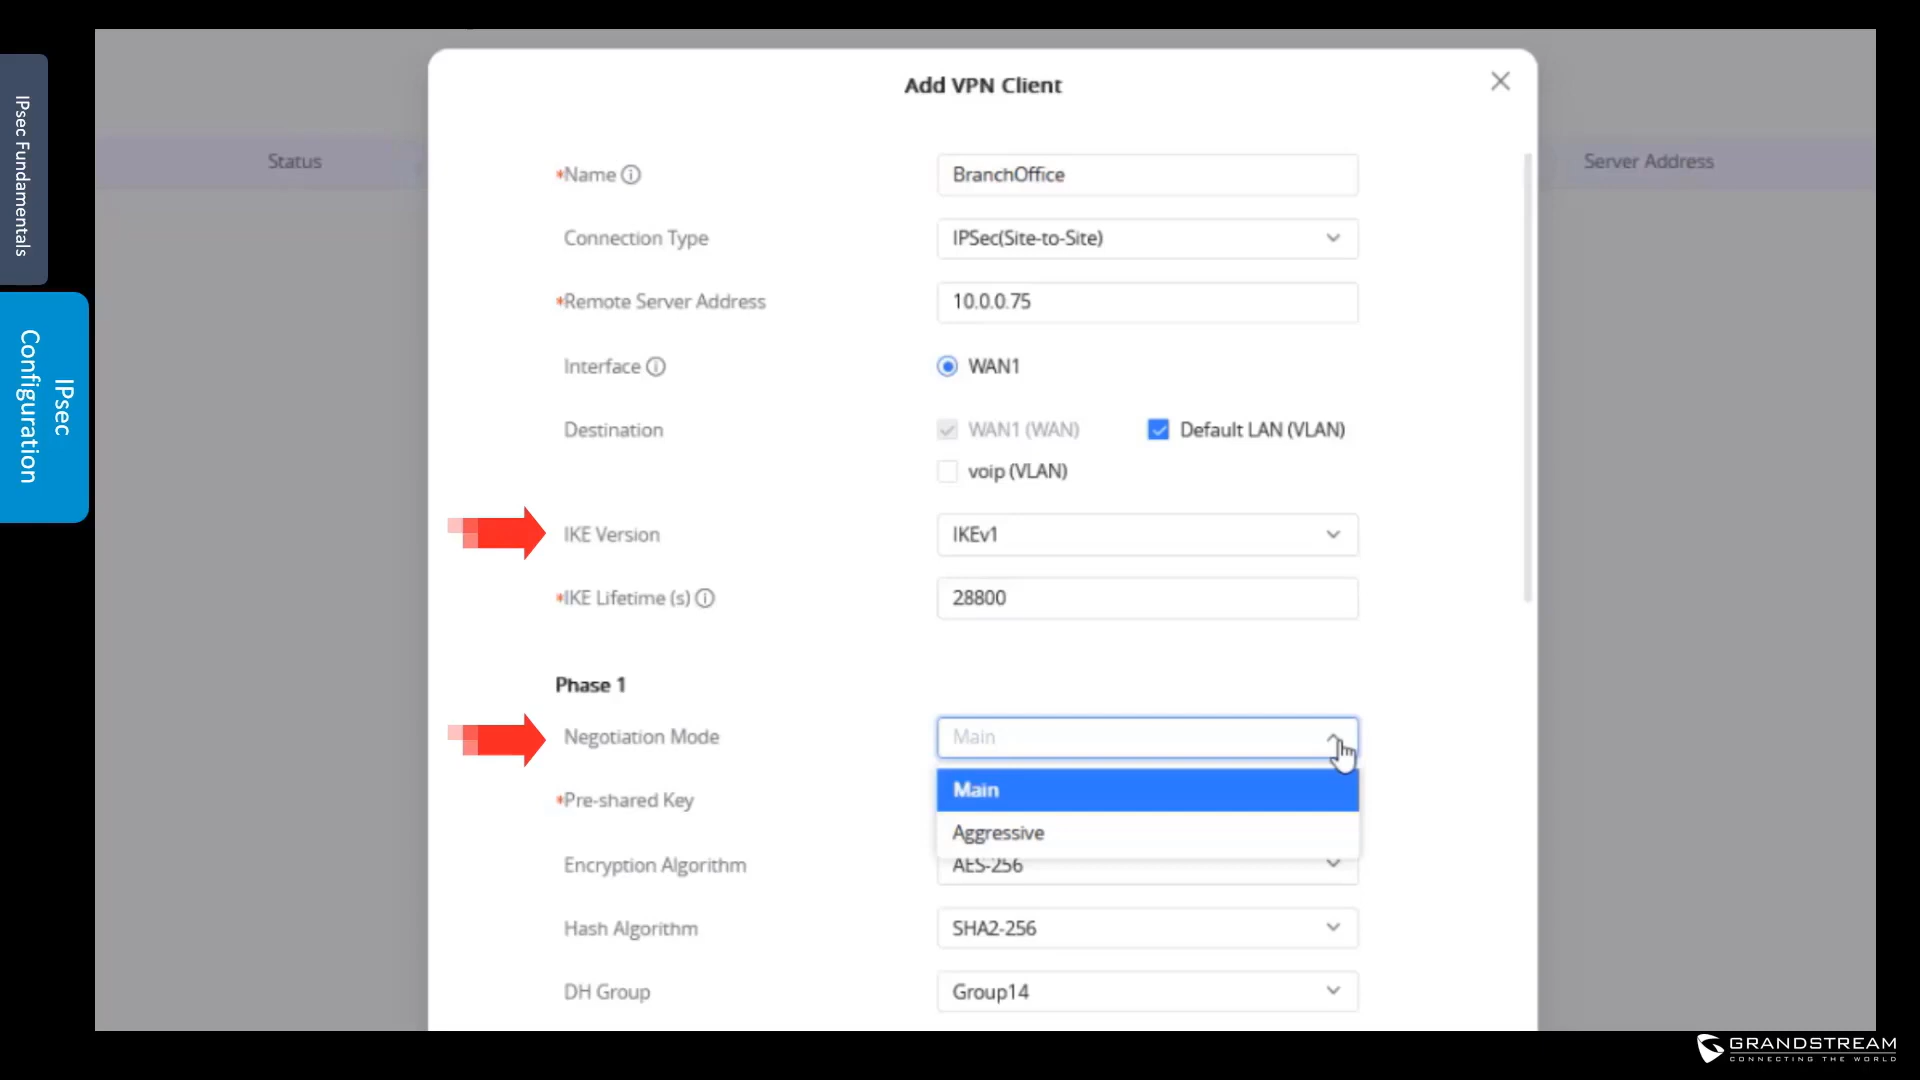 IPsec Fundamentals
IPsec
Configuration
Status
Server Address
Add VPN Client
*Name
BranchOffice
Connection Type
IPSec(Site-to-Site)
*Remote Server Address
10.0.0.75
Interface
WAN1
Destination
WAN1 (WAN)
Default LAN (VLAN)
voip (VLAN)
IKE Version
IKEv1
*IKE Lifetime (s)
28800
Phase 1
Negotiation Mode
Main
Main
*Pre-shared Key
Aggressive
Encryption Algorithm
AES-256
Hash Algorithm
SHA2-256
DH Group
Group14
GRANDSTREAM
CONNECTING THE WORLD